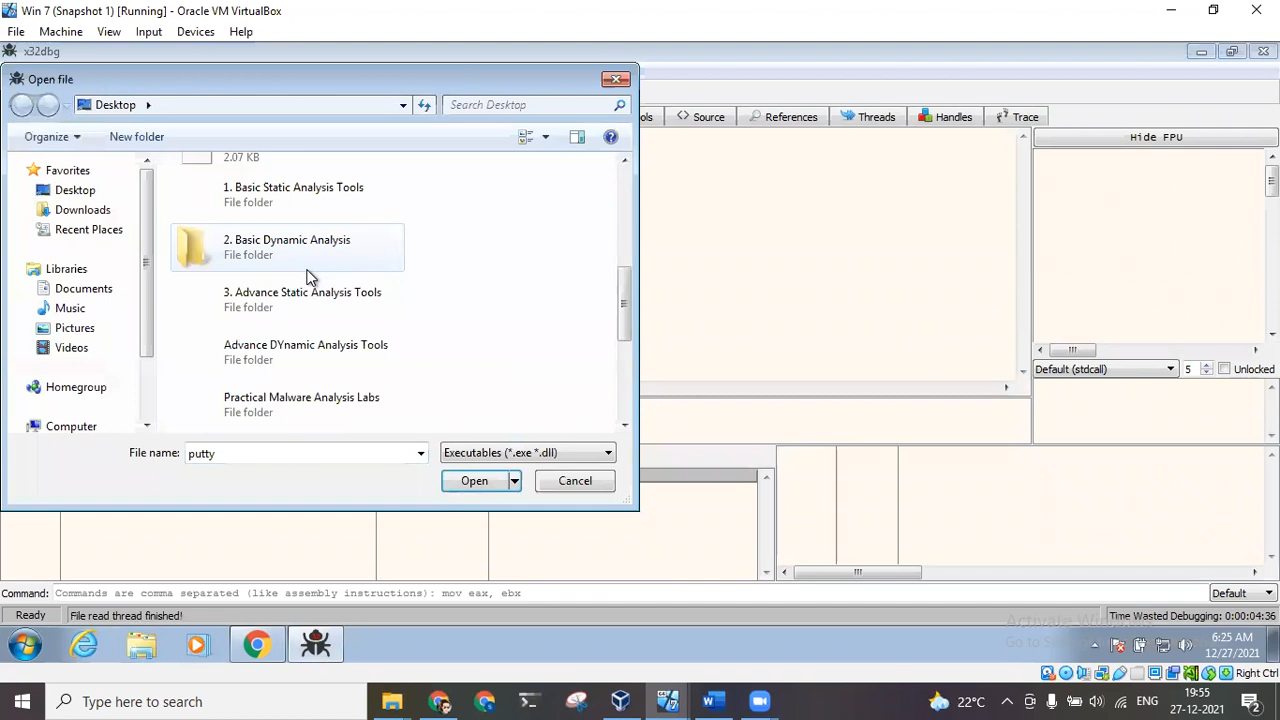 Win 7 (Snapshot 1) [Running] - Oracle VM VirtualBox
File Machine View Input Devices Help
x32dbg
Open file
Desktop
Search Desktop
Organize New folder
ols Source References Threads Handles Trace
Hide FPU
Favorites
Desktop
Downloads
Recent Places
Libraries
Documents
Music
Pictures
Videos
Homegroup
Computer
2.07 KB
1. Basic Static Analysis Tools
File folder
2. Basic Dynamic Analysis
File folder
3. Advance Static Analysis Tools
File folder
Advance DYnamic Analysis Tools
File folder
Practical Malware Analysis Labs
File folder
Default (stdcall) 5 Unlocked
File name: putty Executables (*.exe *.dll)
Open Cancel
Command: Commands are comma separated (like assembly instructions): mov eax, ebx Default
Ready File read thread finished! Time Wasted Debugging: 0:00:04:36
6:25 AM
12/27/2021
Right Ctrl
Type here to search
22°C
ENG
19:55
27-12-2021
2